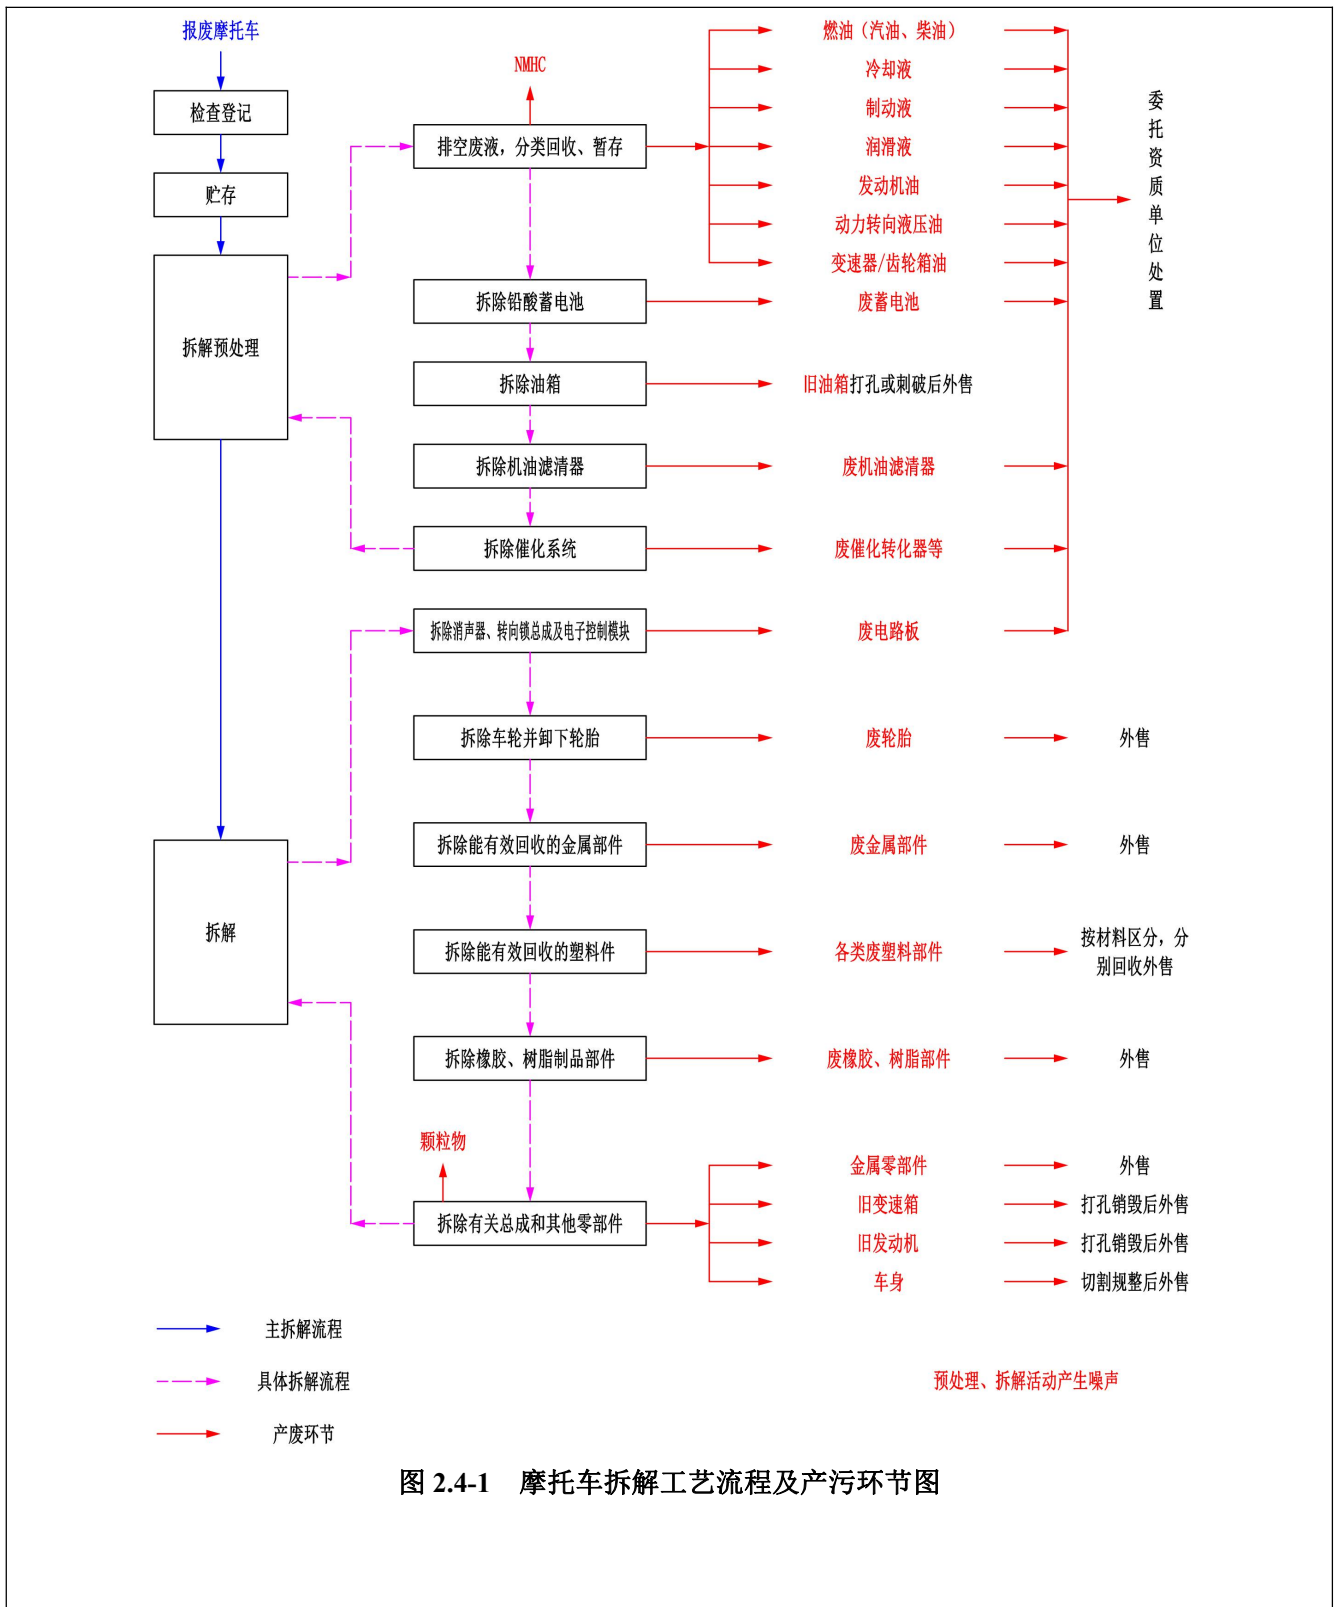 报废摩托车
检查登记
贮存
拆解预处理
拆解
NMHC
排空废液，分类回收、暂存
燃油（汽油、柴油）
冷却液
制动液
润滑液
发动机油
动力转向液压油
变速器/齿轮箱油
委托资质单位处置
拆除铅酸蓄电池
废蓄电池
拆除油箱
旧油箱打孔或刺破后外售
拆除机油滤清器
废机油滤清器
拆除催化系统
废催化转化器等
拆除消声器、转向锁总成及电子控制模块
废电路板
拆除车轮并卸下轮胎
废轮胎
外售
拆除能有效回收的金属部件
废金属部件
外售
拆除能有效回收的塑料件
各类废塑料部件
按材料区分，分
别回收外售
拆除橡胶、树脂制品部件
废橡胶、树脂部件
外售
颗粒物
拆除有关总成和其他零部件
金属零部件
外售
旧变速箱
打孔销毁后外售
旧发动机
打孔销毁后外售
车身
切割规整后外售
主拆解流程
具体拆解流程
产废环节
预处理、拆解活动产生噪声
图 2.4-1 摩托车拆解工艺流程及产污环节图